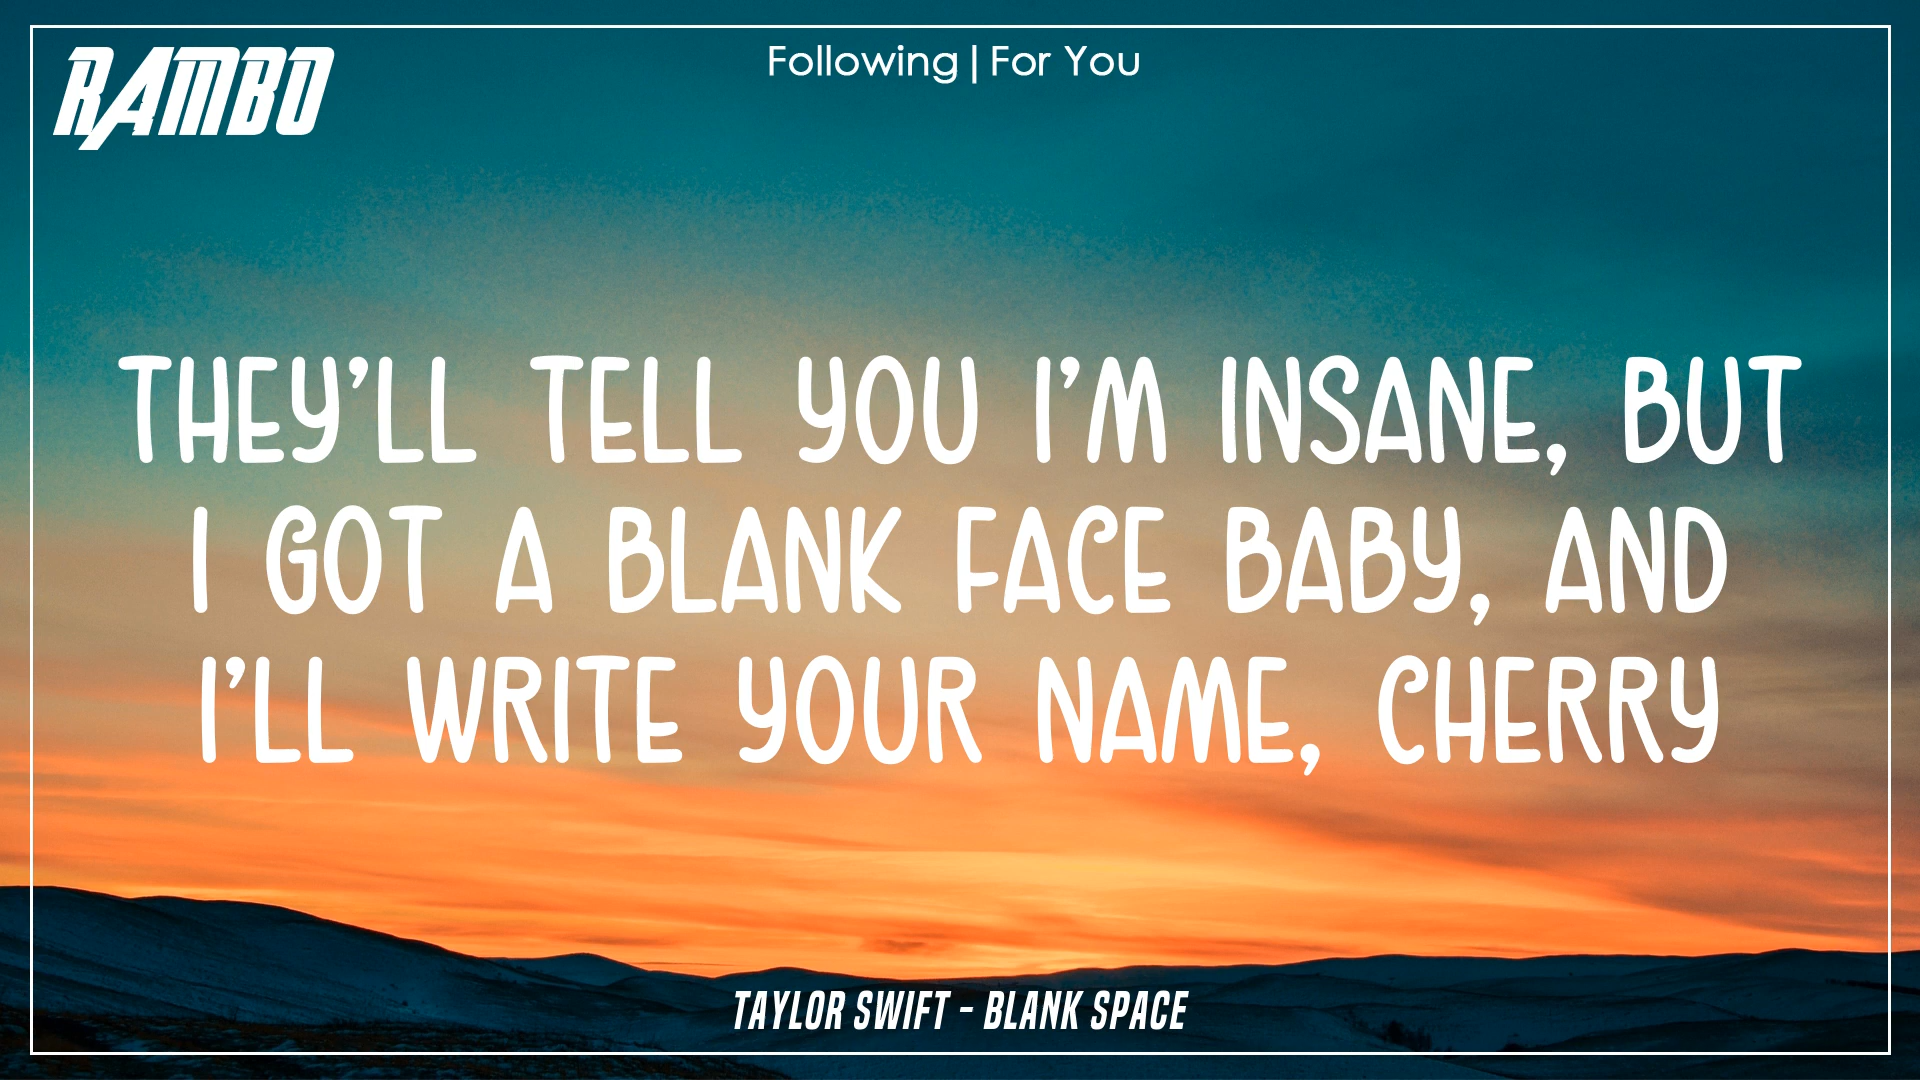 RAMBO
Following | For You
THEY'LL TELL YOU I'M INSANE, BUT
I GOT A BLANK FACE BABY, AND
I'LL WRITE YOUR NAME, CHERRY
TAYLOR SWIFT - BLANK SPACE